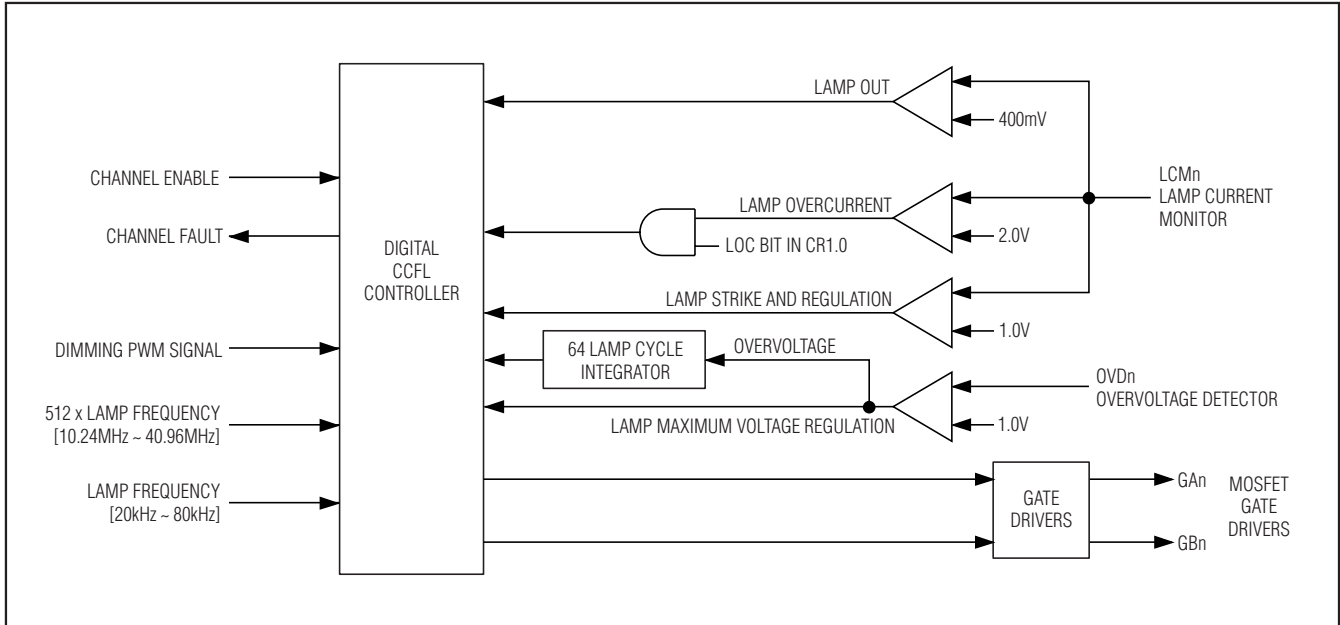 CHANNEL ENABLE
CHANNEL FAULT
DIMMING PWM SIGNAL
512 x LAMP FREQUENCY
[10.24MHz ~ 40.96MHz]
LAMP FREQUENCY
[20kHz ~ 80kHz]
DIGITAL
CCFL
CONTROLLER
LAMP OUT
400mV
LAMP OVERCURRENT
LOC BIT IN CR1.0
2.0V
LCMn
LAMP CURRENT
MONITOR
LAMP STRIKE AND REGULATION
1.0V
64 LAMP CYCLE
INTEGRATOR
OVERVOLTAGE
LAMP MAXIMUM VOLTAGE REGULATION
1.0V
OVDn
OVERVOLTAGE DETECTOR
GATE
DRIVERS
GAn
GBn
MOSFET
GATE
DRIVERS